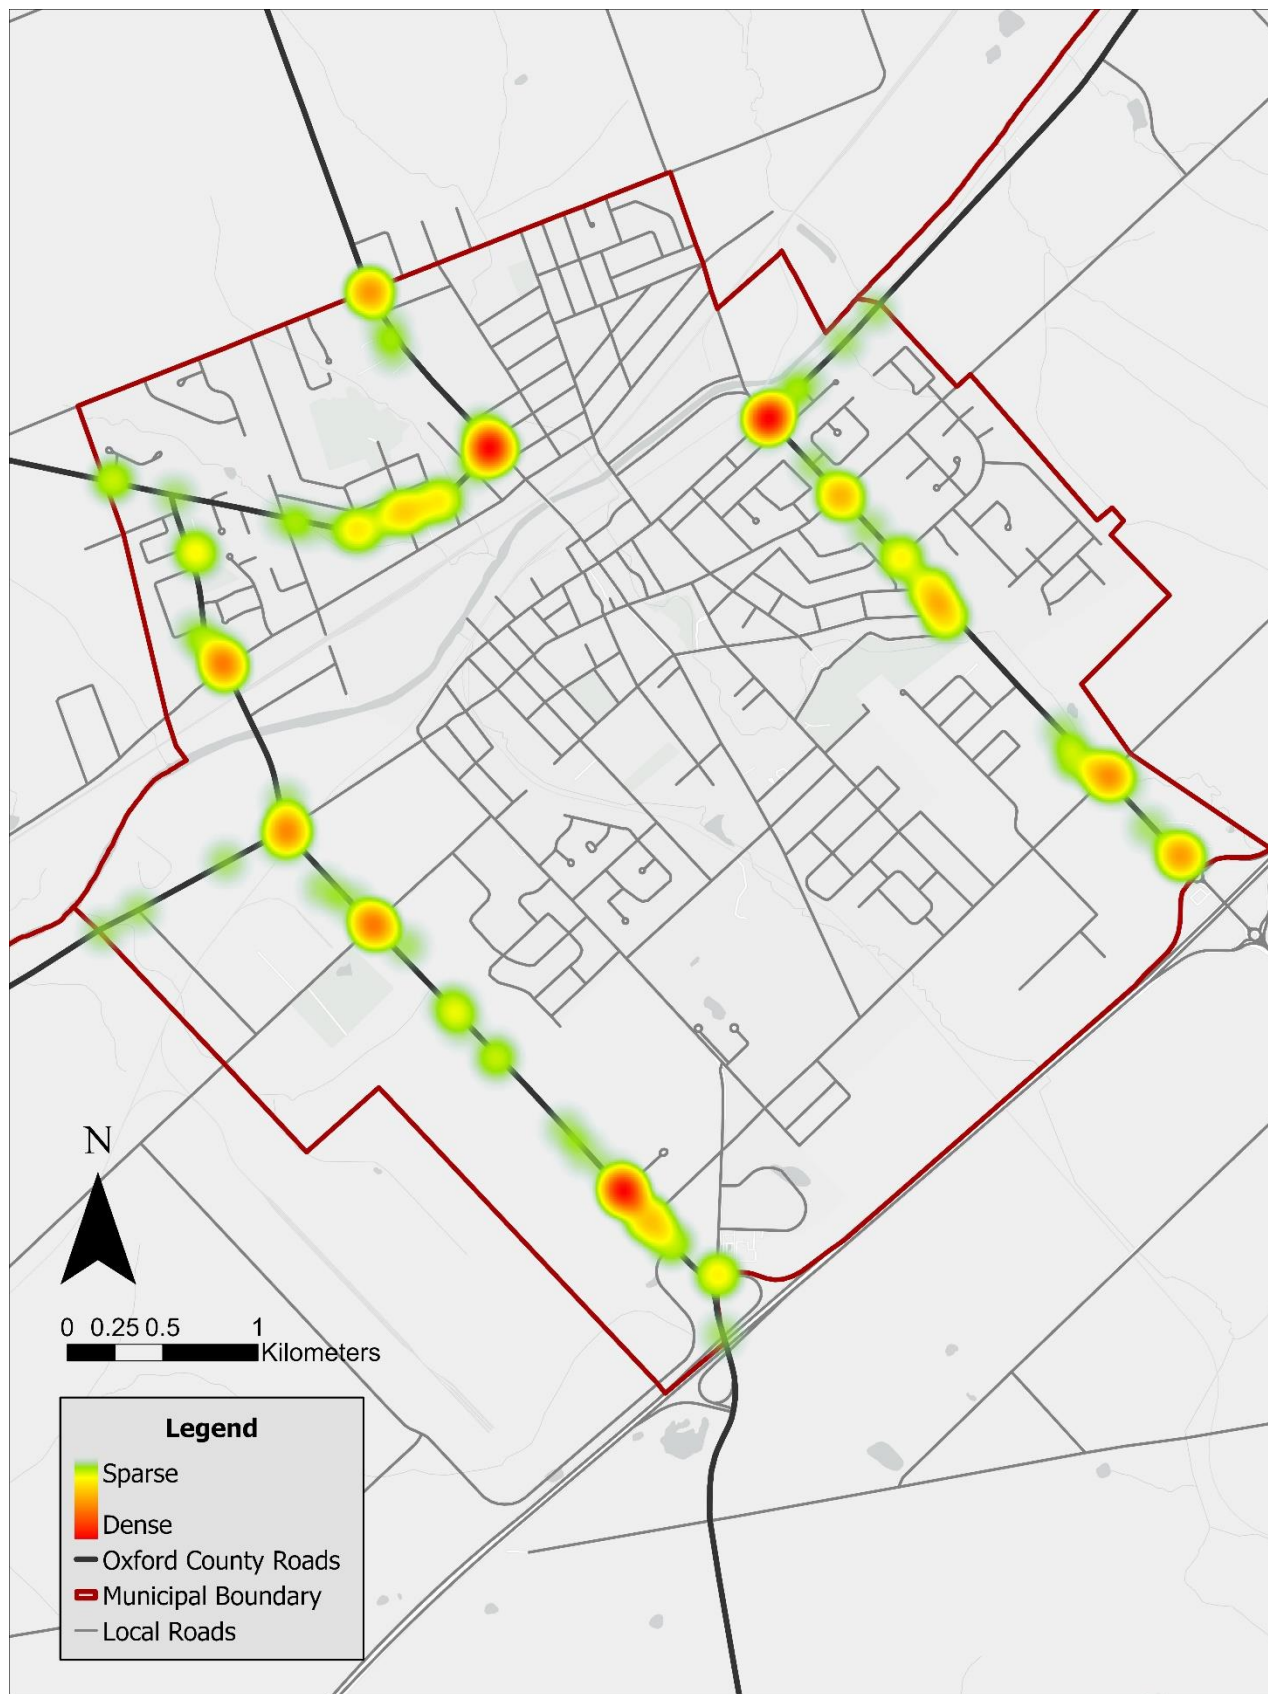 N
0 0.25 0.5 1
Kilometers
Legend
Sparse
Dense
Oxford County Roads
Municipal Boundary
Local Roads